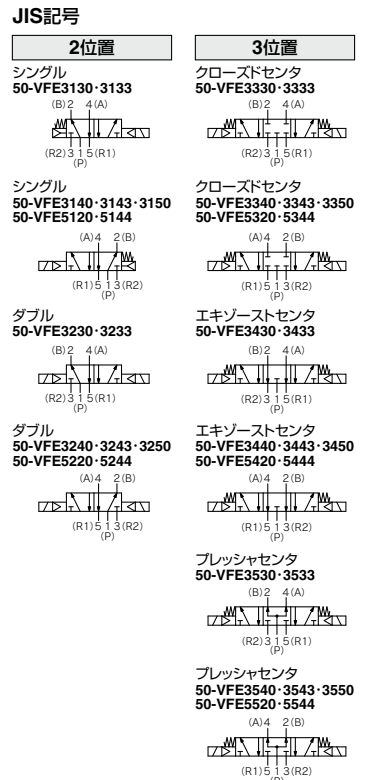 JIS記号
2位置
シングル
50-VFE3130·3133
(B)2 4(A)
(R2)3 1 5(R1)
(P)
シングル
50-VFE3140·3143·3150
50-VFE5120·5144
(A)4 2(B)
(R1)5 1 3(R2)
(P)
ダブル
50-VFE3230·3233
(B)2 4(A)
(R2)3 1 5(R1)
(P)
ダブル
50-VFE3240·3243·3250
50-VFE5220·5244
(A)4 2(B)
(R1)5 1 3(R2)
(P)
3位置
クローズドセンタ
50-VFE3330·3333
(B)2 4(A)
(R2)3 1 5(R1)
(P)
クローズドセンタ
50-VFE3340·3343·3350
50-VFE5320·5344
(A)4 2(B)
(R1)5 1 3(R2)
(P)
エキゾーストセンタ
50-VFE3430·3433
(B)2 4(A)
(R2)3 1 5(R1)
(P)
エキゾーストセンタ
50-VFE3440·3443·3450
50-VFE5420·5444
(A)4 2(B)
(R1)5 1 3(R2)
(P)
プレッシャセンタ
50-VFE3530·3533
(B)2 4(A)
(R2)3 1 5(R1)
(P)
プレッシャセンタ
50-VFE3540·3543·3550
50-VFE5520·5544
(A)4 2(B)
(R1)5 1 3(R2)
(P)